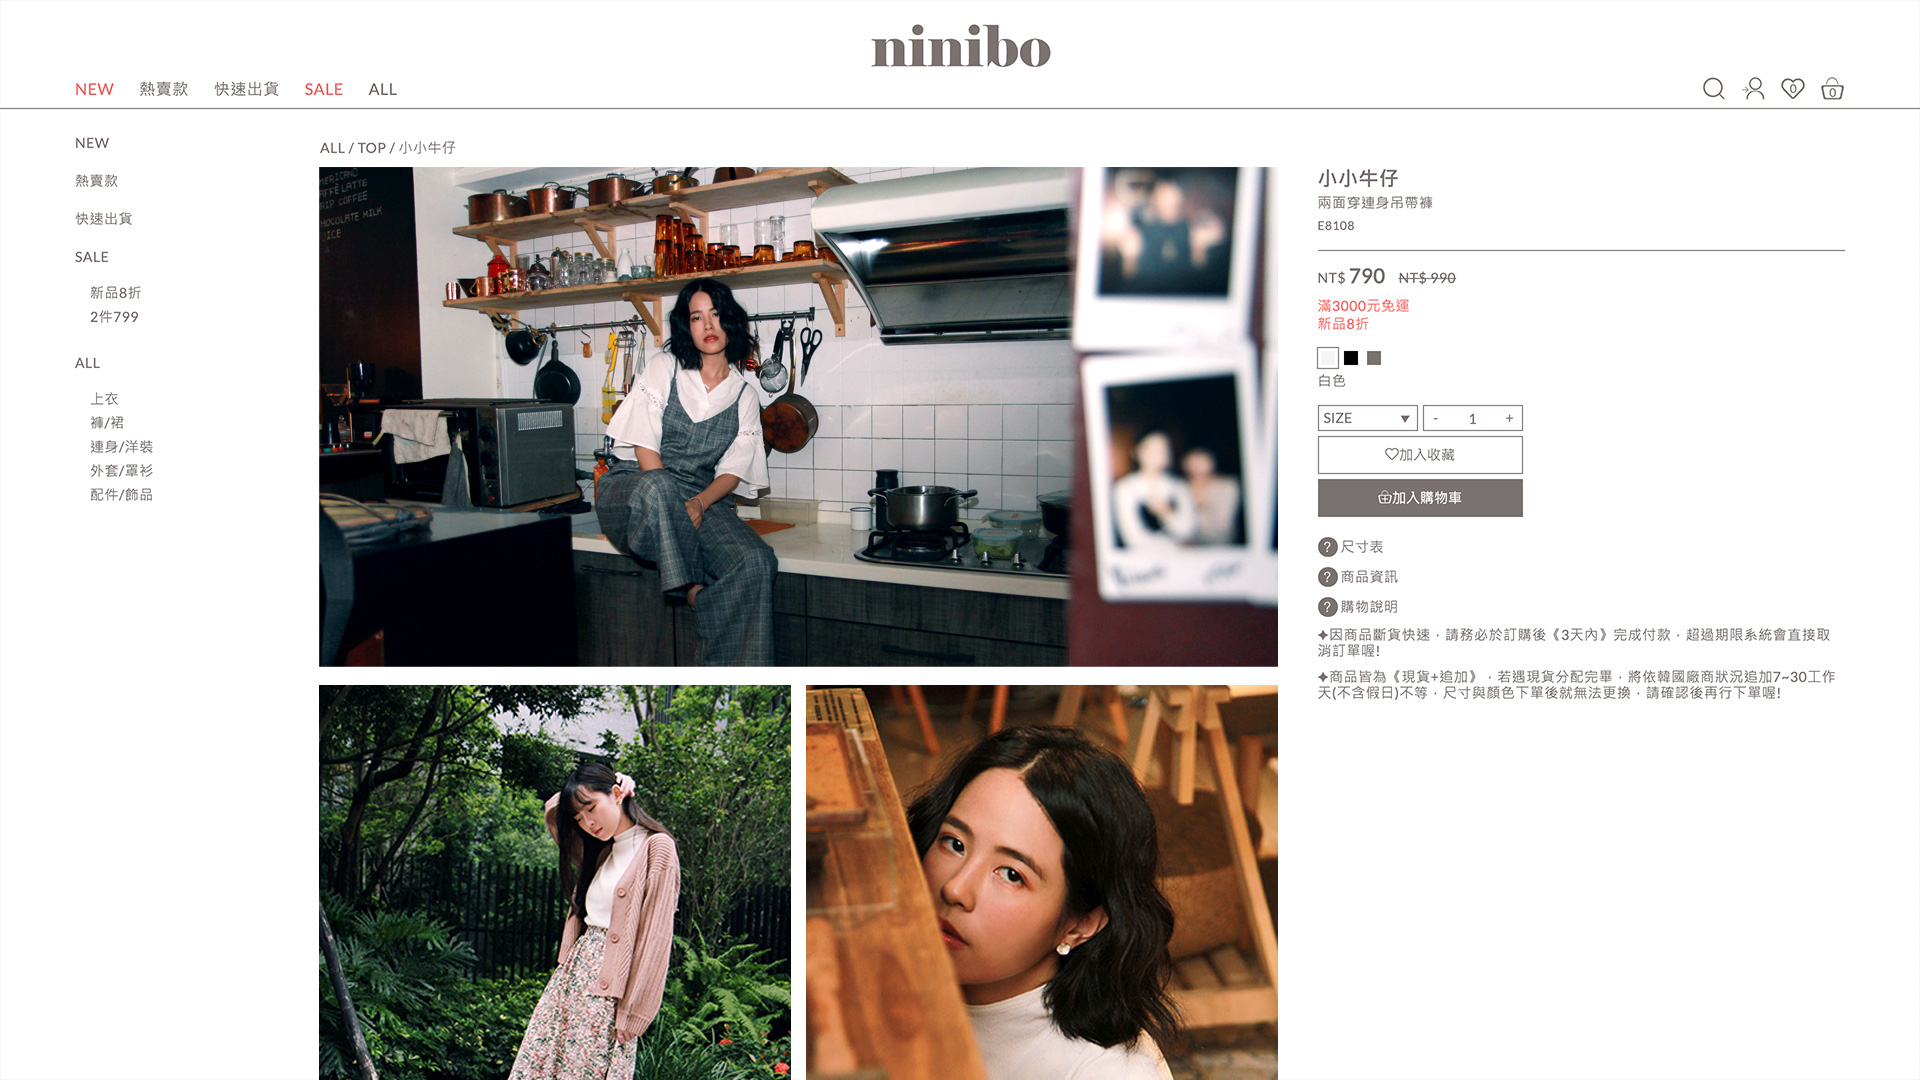 ninibo
NEW 熱賣款 快速出貨 SALE ALL
0 0
NEW
熱賣款
快速出貨
SALE
新品8折
2件799
ALL
上衣
褲/裙
連身/洋裝
外套/罩衫
配件/飾品
ALL / TOP / 小小牛仔
AFFÈ LATTE
RIP COFFEE
HOCOLATE MILK
小小牛仔
兩面穿連身吊帶褲
E8108
NT$ 790 NT$ 990
滿3000元免運
新品8折
白色
SIZE ▼ - 1 +
加入收藏
加入購物車
? 尺寸表
? 商品資訊
? 購物說明
✦因商品斷貨快速．請務必於訂購後《3天內》完成付款．超過期限系統會直接取
消訂單喔!
✦商品皆為《現貨+追加》．若遇現貨分配完畢．將依韓國廠商狀況追加7~30工作
天(不含假日)不等．尺寸與顏色下單後就無法更換．請確認後再行下單喔!